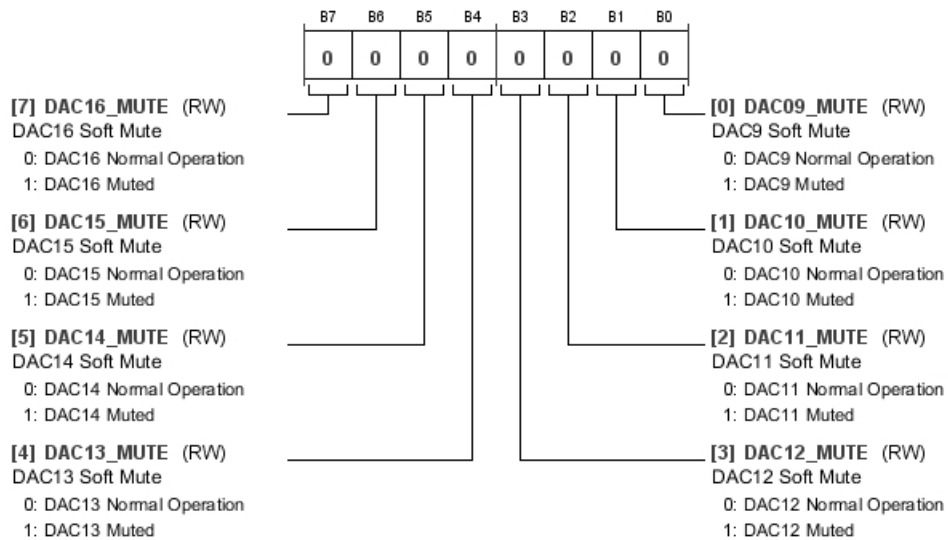 B7 B6 B5 B4 B3 B2 B1 B0
0 0 0 0 0 0 0 0
[7] DAC16_MUTE (RW)
DAC16 Soft Mute
0: DAC16 Normal Operation
1: DAC16 Muted
[6] DAC15_MUTE (RW)
DAC15 Soft Mute
0: DAC15 Normal Operation
1: DAC15 Muted
[5] DAC14_MUTE (RW)
DAC14 Soft Mute
0: DAC14 Normal Operation
1: DAC14 Muted
[4] DAC13_MUTE (RW)
DAC13 Soft Mute
0: DAC13 Normal Operation
1: DAC13 Muted
[0] DAC09_MUTE (RW)
DAC9 Soft Mute
0: DAC9 Normal Operation
1: DAC9 Muted
[1] DAC10_MUTE (RW)
DAC10 Soft Mute
0: DAC10 Normal Operation
1: DAC10 Muted
[2] DAC11_MUTE (RW)
DAC11 Soft Mute
0: DAC11 Normal Operation
1: DAC11 Muted
[3] DAC12_MUTE (RW)
DAC12 Soft Mute
0: DAC12 Normal Operation
1: DAC12 Muted